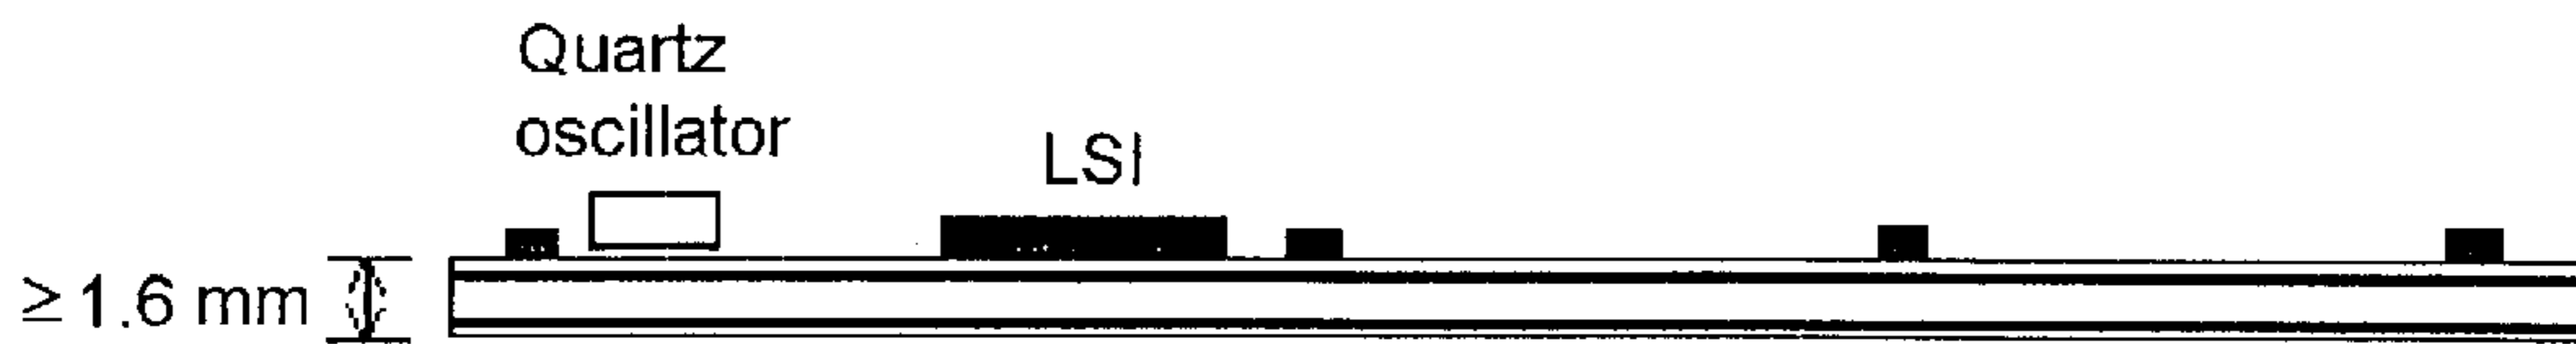 Quartz
oscillator
LSI
≥ 1.6 mm